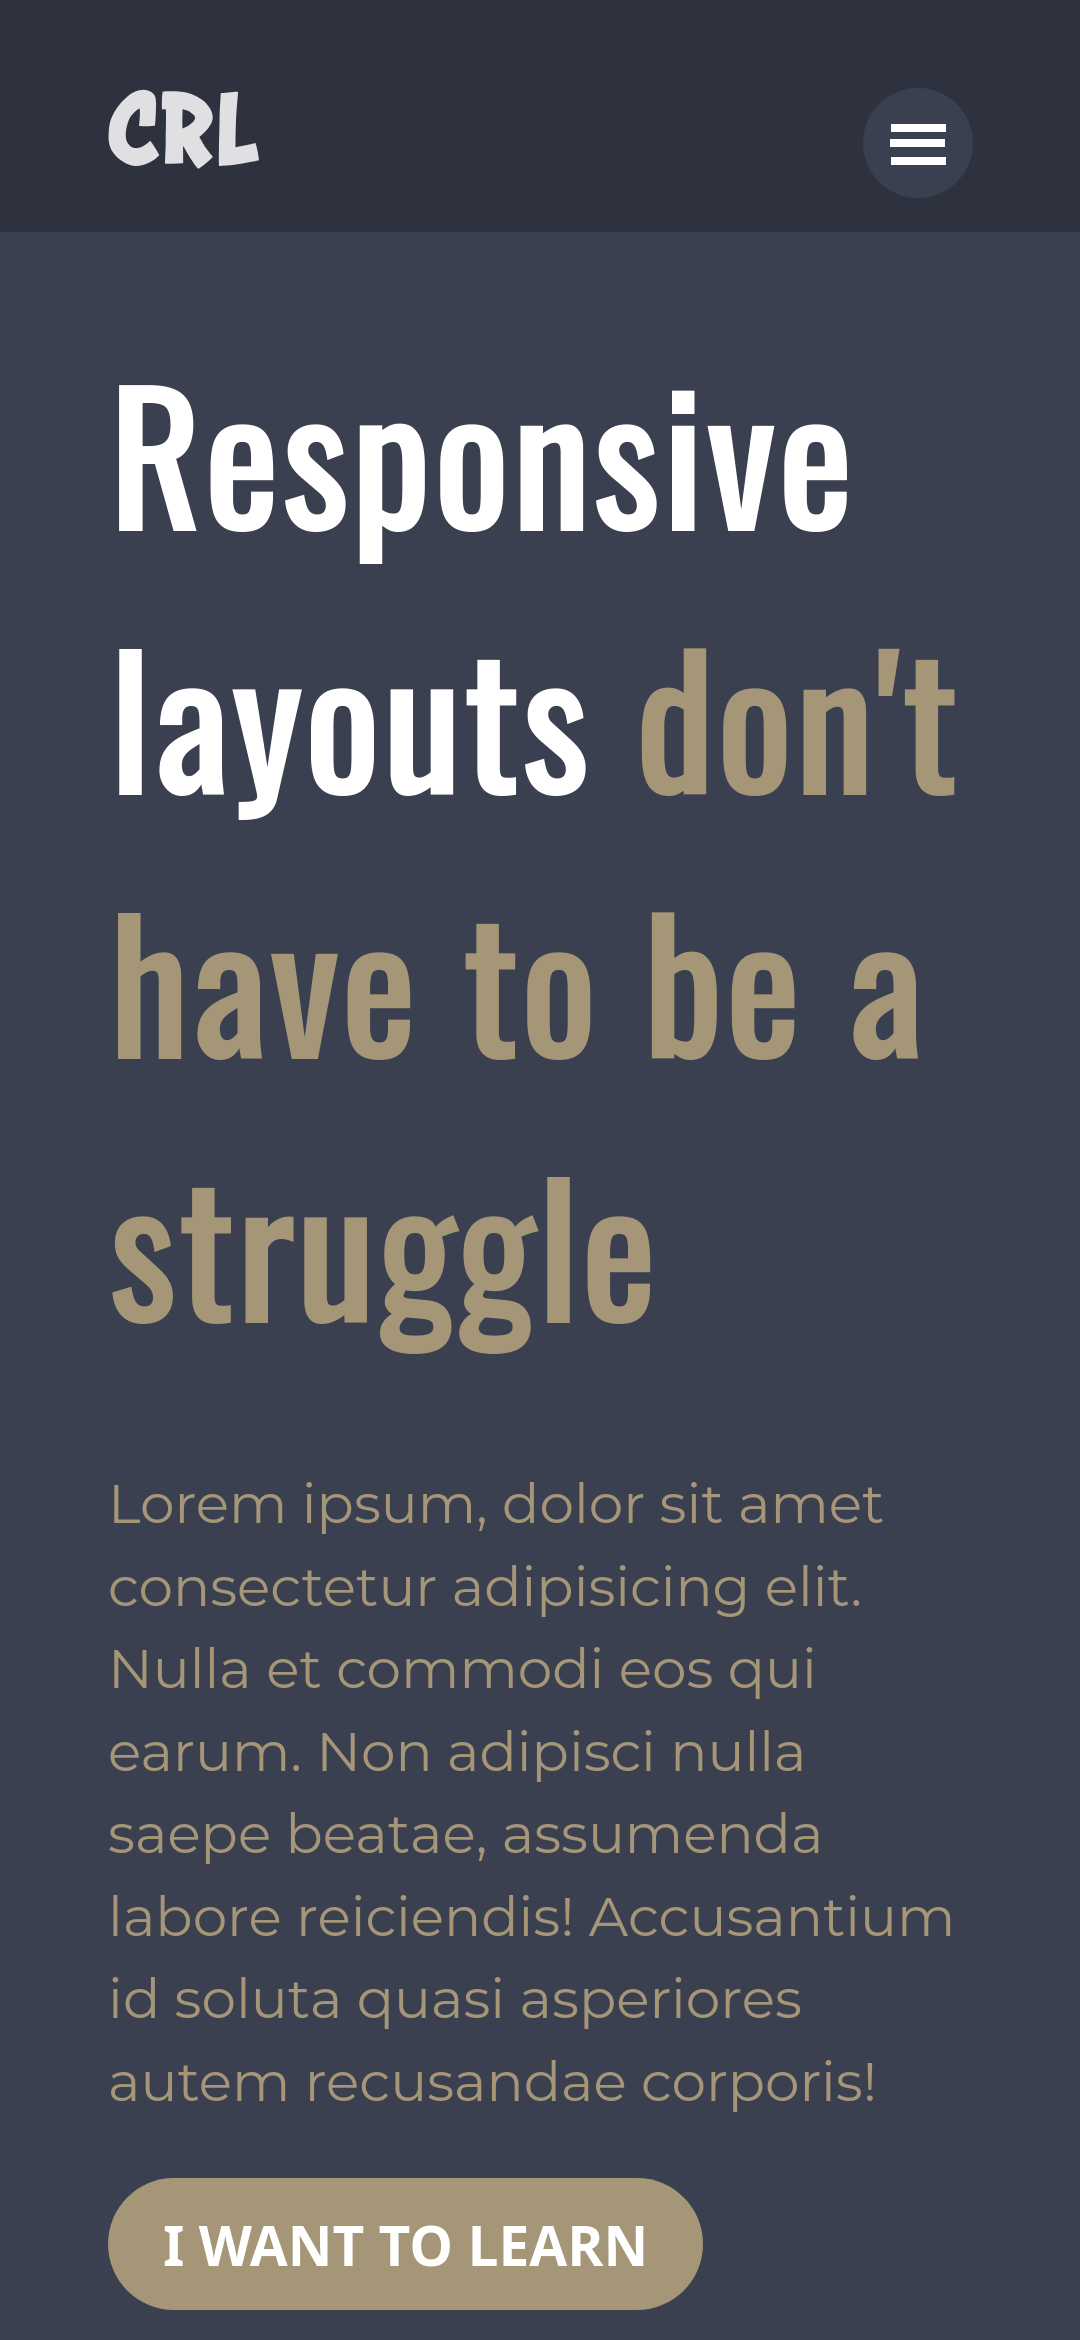 CRL
Responsive
layouts don't
have to be a
struggle
Lorem ipsum, dolor sit amet
consectetur adipisicing elit.
Nulla et commodi eos qui
earum. Non adipisci nulla
saepe beatae, assumenda
labore reiciendis! Accusantium
id soluta quasi asperiores
autem recusandae corporis!
I WANT TO LEARN